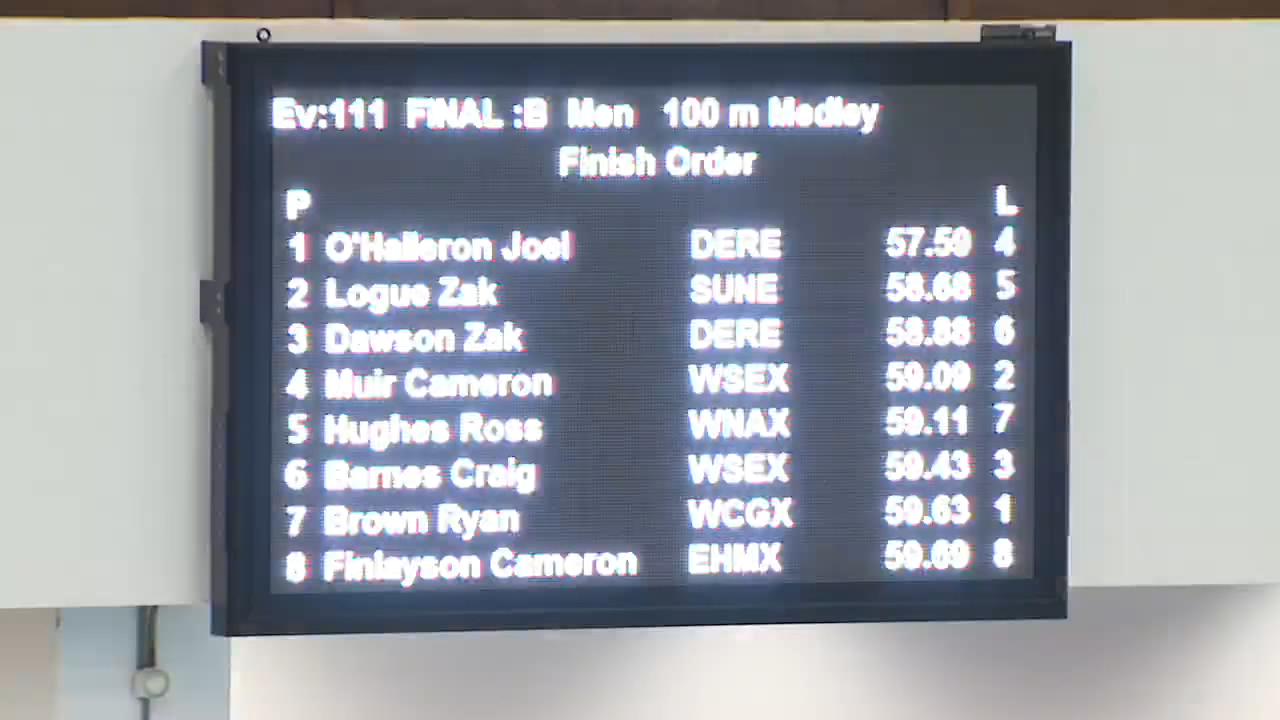 Ev:111 FINAL :B Men 100 m Medley
Finish Order
P L
1 O'Halleron Joel DERE 57.59 4
2 Logue Zak SUNE 58.68 5
3 Dawson Zak DERE 58.88 6
4 Muir Cameron WSEX 59.09 2
5 Hughes Ross WNAX 59.11 7
6 Barnes Craig WSEX 59.43 3
7 Brown Ryan WCGX 59.63 1
8 Finlayson Cameron EHMX 59.69 8